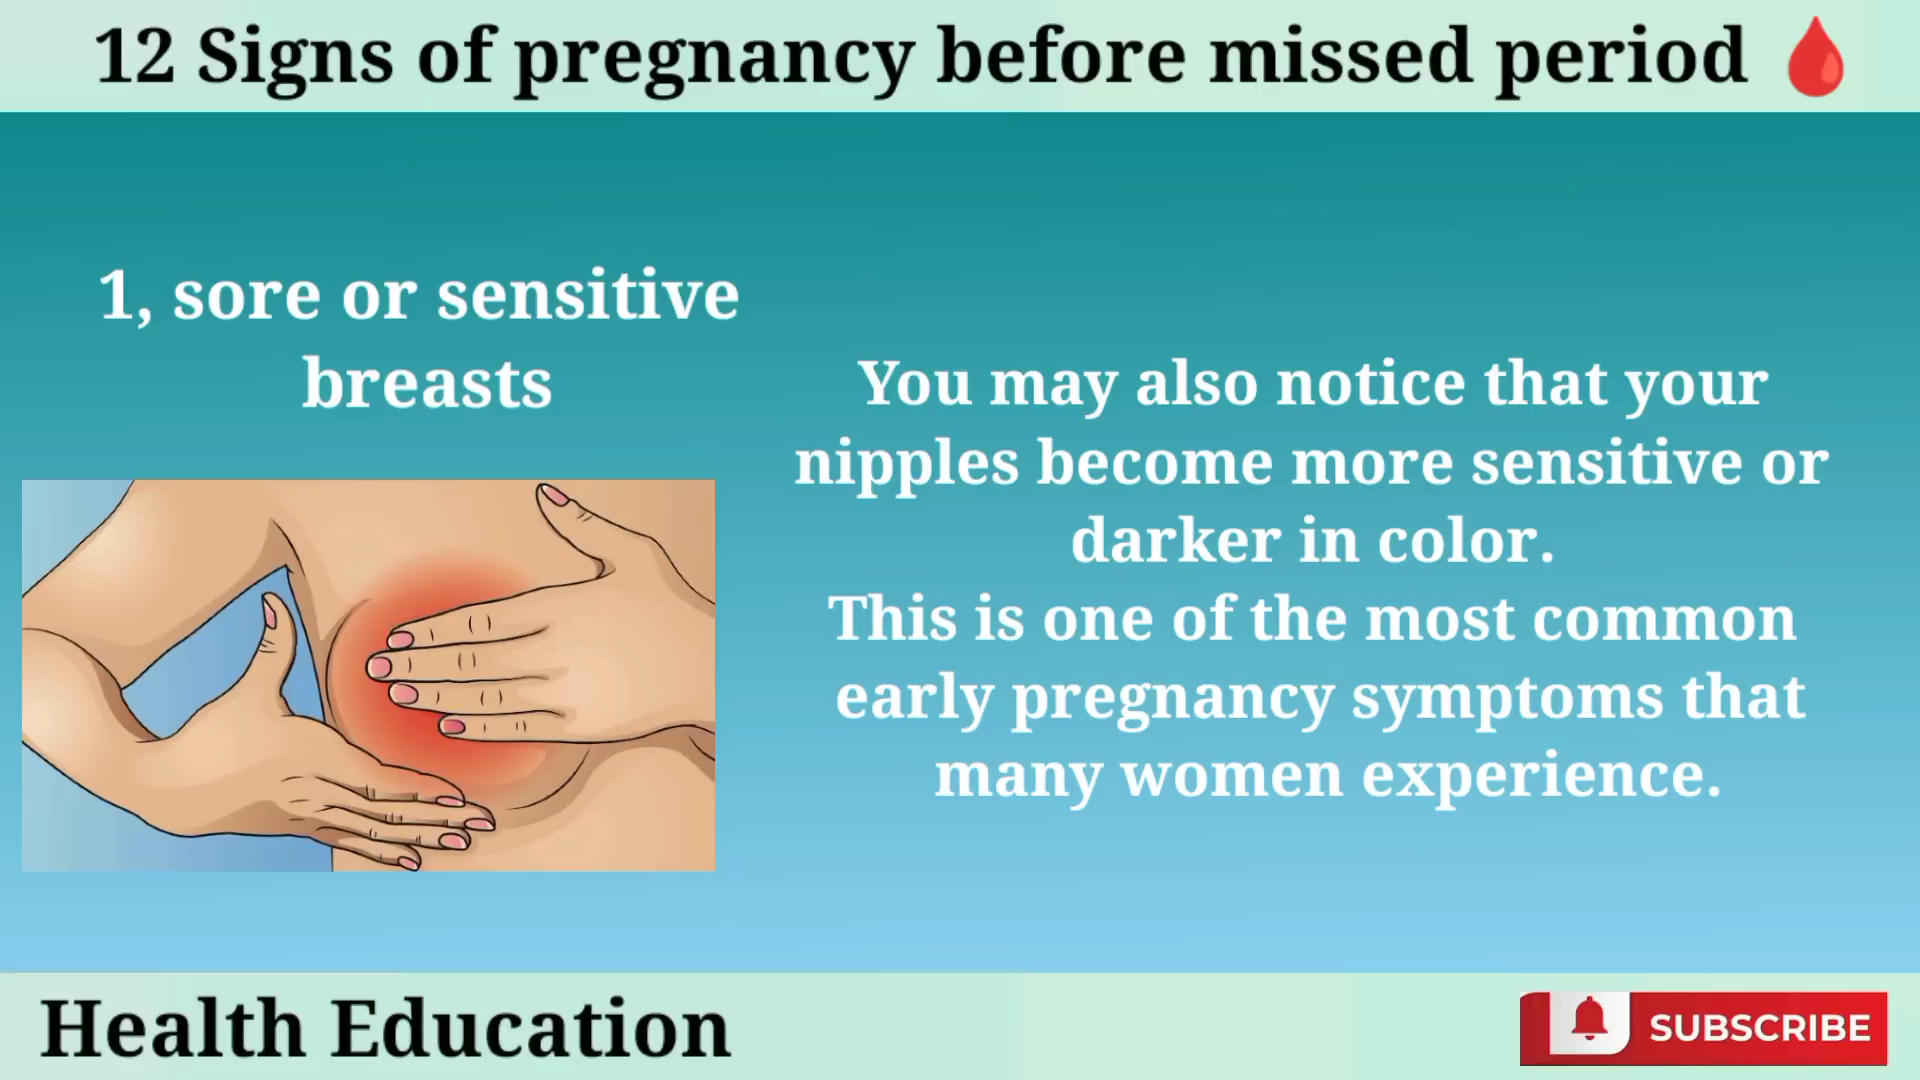 12 Signs of pregnancy before missed period 🩸
1, sore or sensitive
breasts
You may also notice that your
nipples become more sensitive or
darker in color.
This is one of the most common
early pregnancy symptoms that
many women experience.
Health Education
SUBSCRIBE